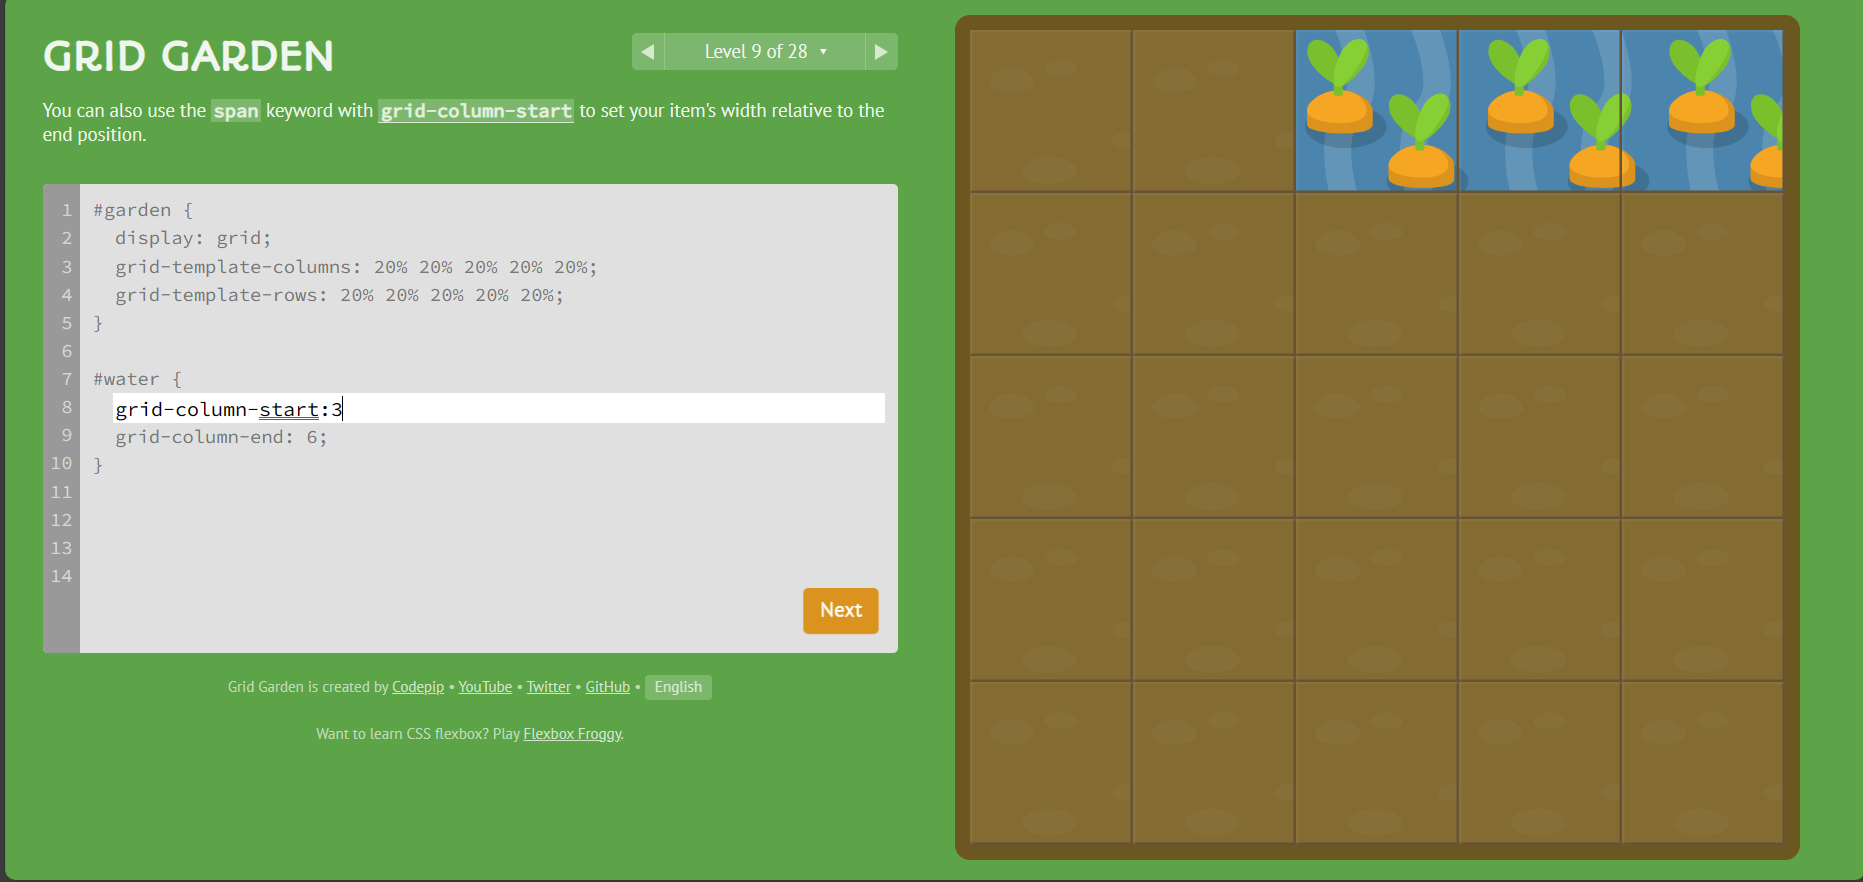 GRID GARDEN
◀ Level 9 of 28 ▾ ▶
You can also use the span keyword with grid-column-start to set your item's width relative to the
end position.
1 #garden {
2 display: grid;
3 grid-template-columns: 20% 20% 20% 20% 20%;
4 grid-template-rows: 20% 20% 20% 20% 20%;
5 }
6
7 #water {
8 grid-column-start:3
9 grid-column-end: 6;
10 }
11
12
13
14
Next
Grid Garden is created by Codepip • YouTube • Twitter • GitHub • English
Want to learn CSS flexbox? Play Flexbox Froggy.